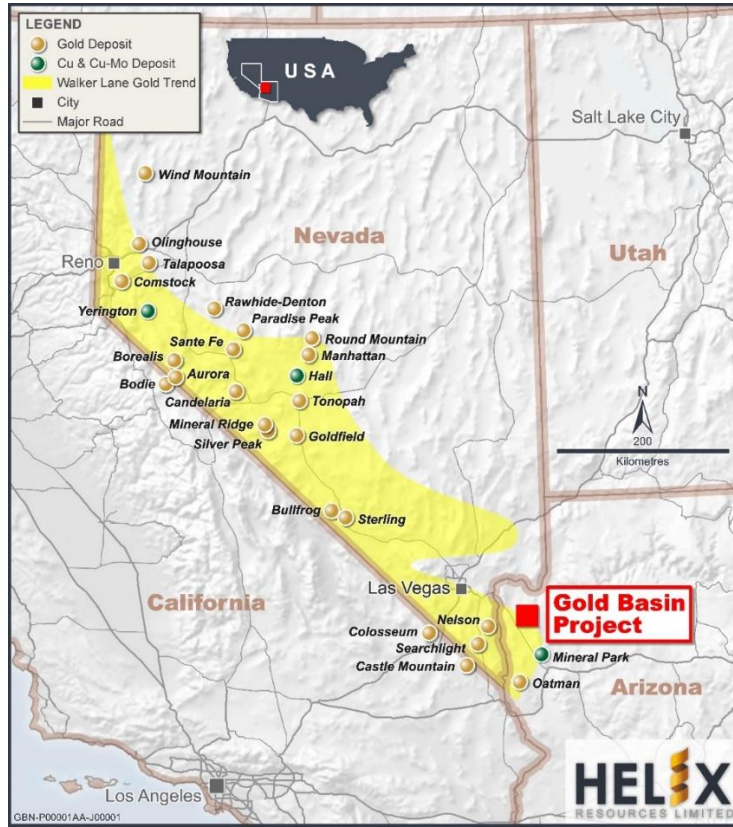 LEGEND
Gold Deposit
Cu & Cu-Mo Deposit
Walker Lane Gold Trend
City
Major Road
USA
Salt Lake City
Wind Mountain
Nevada
Utah
Olinghouse
Reno
Talapoosa
Comstock
Yerington
Rawhide-Denton
Paradise Peak
Sante Fe
Round Mountain
Manhattan
Borealis
Aurora
Hall
Bodie
Candelaria
Tonopah
Mineral Ridge
Silver Peak
Goldfield
N
200
Kilometres
Bullfrog
Sterling
Las Vegas
California
Gold Basin
Project
Nelson
Colosseum
Searchlight
Castle Mountain
Mineral Park
Oatman
Arizona
Los Angeles
HELIX
RESOURCES LIMITED
GBN-P00001AA-J00001